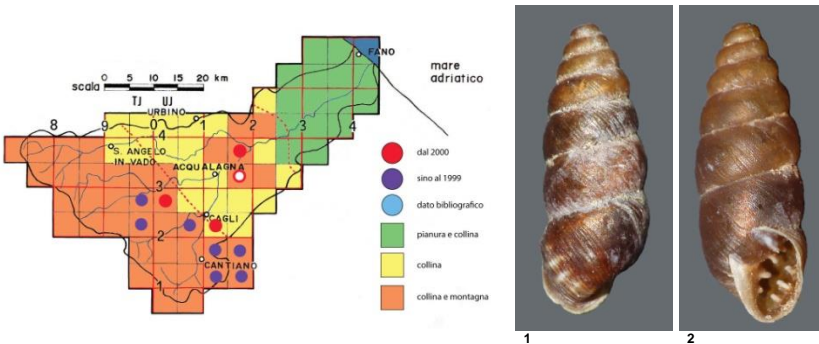 FANO
mare
adriatico
scala
0 5 10 15 20 km
TJ UJ
URBINO
8 9 0 1 2 3 4
4
S. ANGELO
IN VADO
ACQUALAGNA
3
CAGLI
2
CANTIANO
1
dal 2000
sino al 1999
dato bibliografico
pianura e collina
collina
collina e montagna
1
2